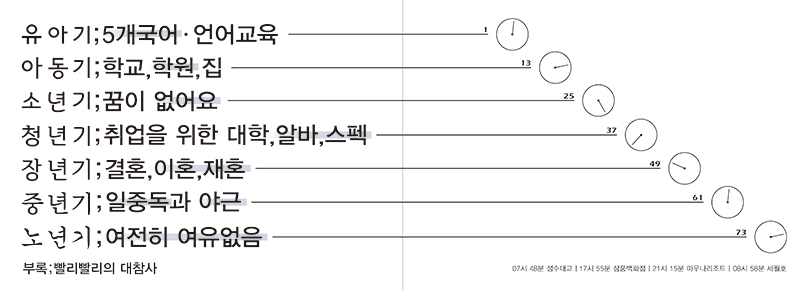 유아기;5개국어·언어교육 1
아동기;학교,학원,집 13
소년기;꿈이 없어요 25
청년기;취업을 위한 대학,알바,스펙 37
장년기;결혼,이혼,재혼 49
중년기;일중독과 야근 61
노년기;여전히 여유없음 73
부록;빨리빨리의 대참사
07시 48분 성수대교 | 17시 55분 삼풍백화점 | 21시 15분 마우나리조트 | 08시 58분 세월호